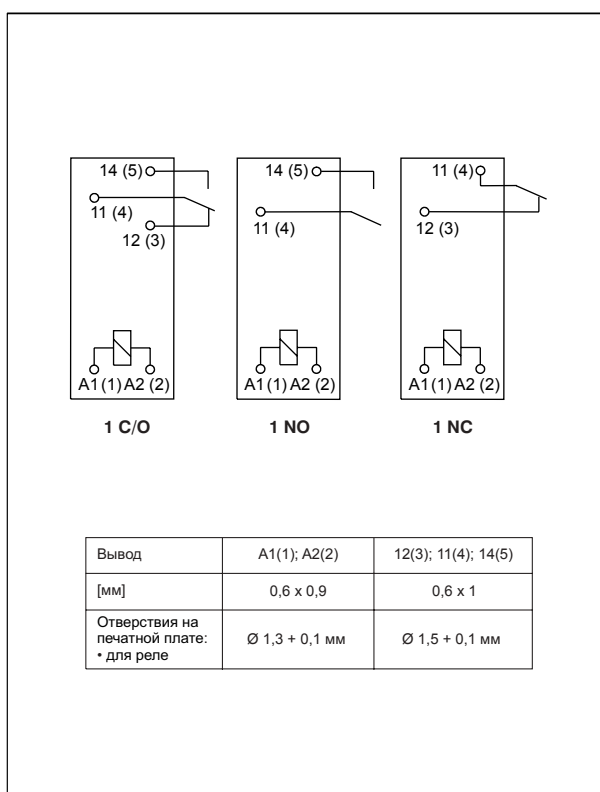 14 (5)
11 (4)
12 (3)
A1 (1) A2 (2)
1 C/O
14 (5)
11 (4)
A1 (1) A2 (2)
1 NO
11 (4)
12 (3)
A1 (1) A2 (2)
1 NC
Вывод A1(1); A2(2) 12(3); 11(4); 14(5)
[мм] 0,6 x 0,9 0,6 x 1
Отверстия на
печатной плате:
• для реле
Ø 1,3 + 0,1 мм Ø 1,5 + 0,1 мм